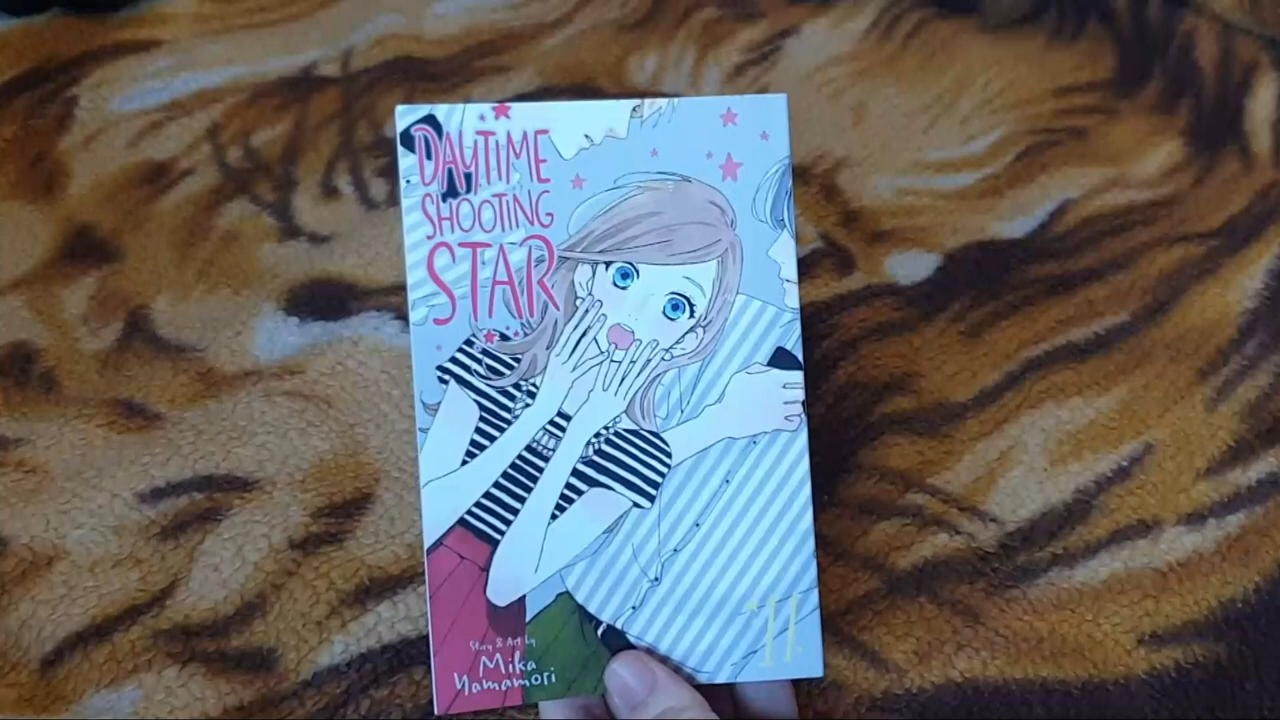 DAYTIME
SHOOTING
STAR
11
Story & Art by
Mika
Yamamori